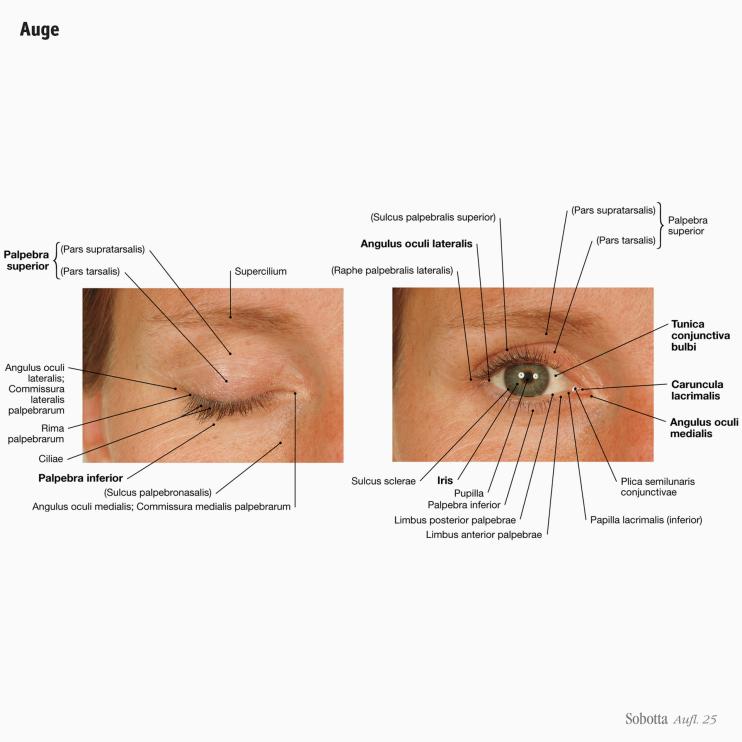 Auge
Palpebra
superior
(Pars supratarsalis)
(Pars tarsalis)
Supercilium
Angulus oculi
lateralis;
Commissura
lateralis
palpebrarum
Rima
palpebrarum
Ciliae
Palpebra inferior
(Sulcus palpebronasalis)
Angulus oculi medialis; Commissura medialis palpebrarum
(Sulcus palpebralis superior)
Angulus oculi lateralis
(Raphe palpebralis lateralis)
(Pars supratarsalis)
(Pars tarsalis)
Palpebra
superior
Tunica
conjunctiva
bulbi
Caruncula
lacrimalis
Angulus oculi
medialis
Sulcus sclerae
Iris
Pupilla
Palpebra inferior
Limbus posterior palpebrae
Limbus anterior palpebrae
Plica semilunaris
conjunctivae
Papilla lacrimalis (inferior)
Sobotta Aufl. 25